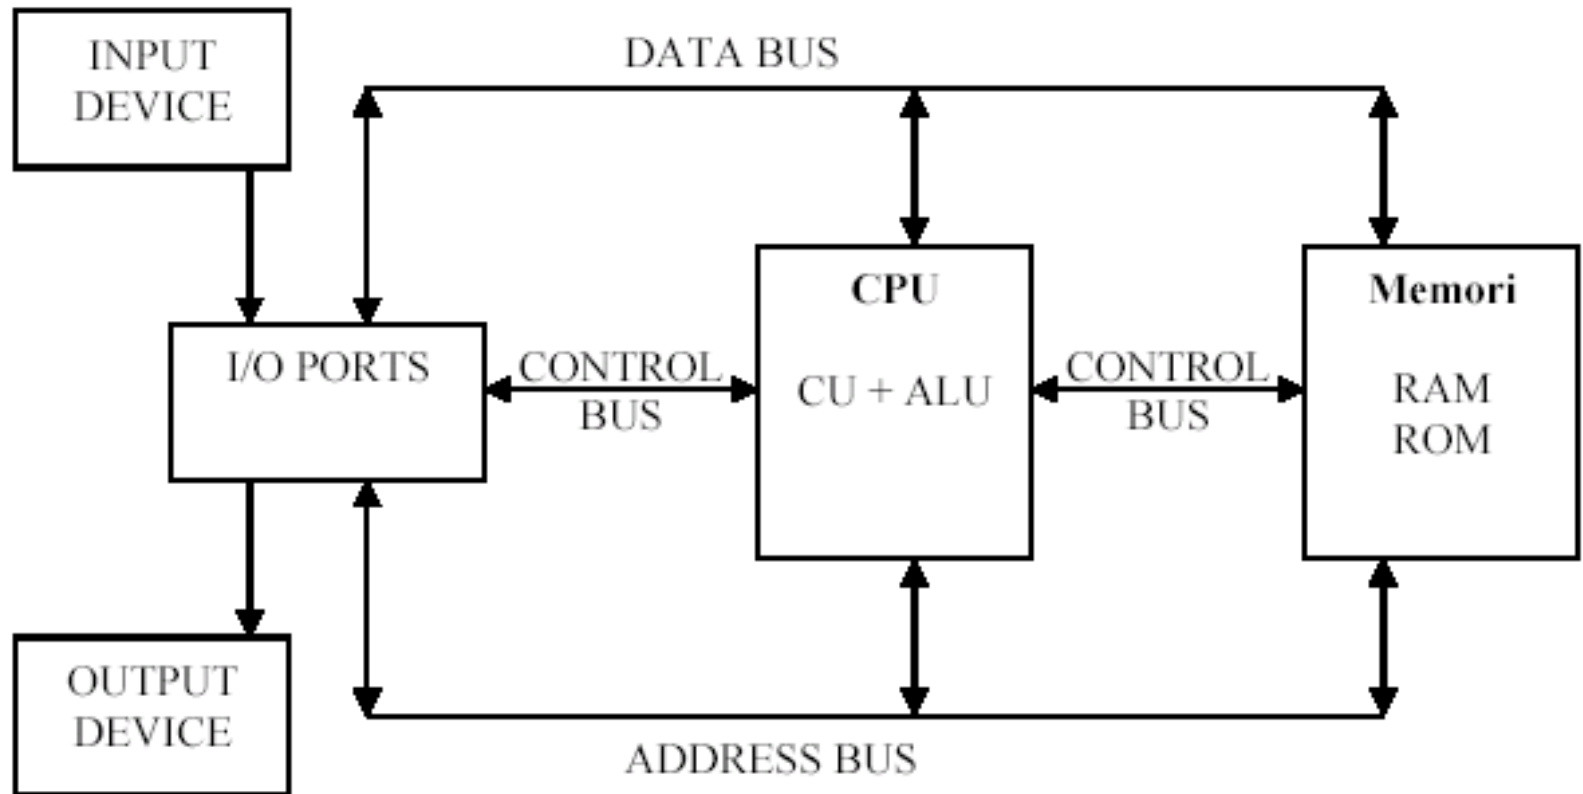 INPUT
DEVICE
DATA BUS
I/O PORTS
CONTROL
BUS
CPU
CU + ALU
CONTROL
BUS
Memori
RAM
ROM
OUTPUT
DEVICE
ADDRESS BUS